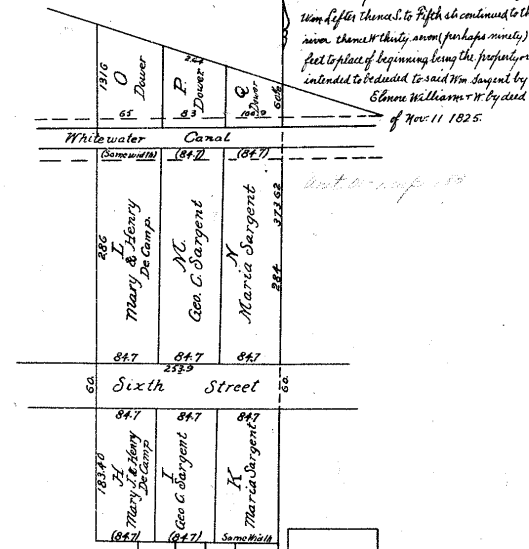 Wm Lefter thence S. to Fifth st. continued to the
river thence W thirty seven (perhaps ninety)
feet to place of beginning being the property or
intended to be deeded to said Wm. Sargent by
Elmore Williams & W. by deed
of Nov. 11 1825.
1316
O
Dower
65
P.
Dower
83
Q
Dower
Whitewater Canal
(Same width)
(84.7)
(84.7)
286
L
Mary & Henry
De Camp.
84.7
M.
Geo. C. Sargent
84.7
N
Maria Sargent
84.7
373 62
284
253.9
60.
Sixth Street
60.
84.7
84.7
84.7
183.40
H
Mary J. & Henry
De Camp
(84.7)
I
Geo C. Sargent
(84.7)
K
Maria Sargent
Same Width